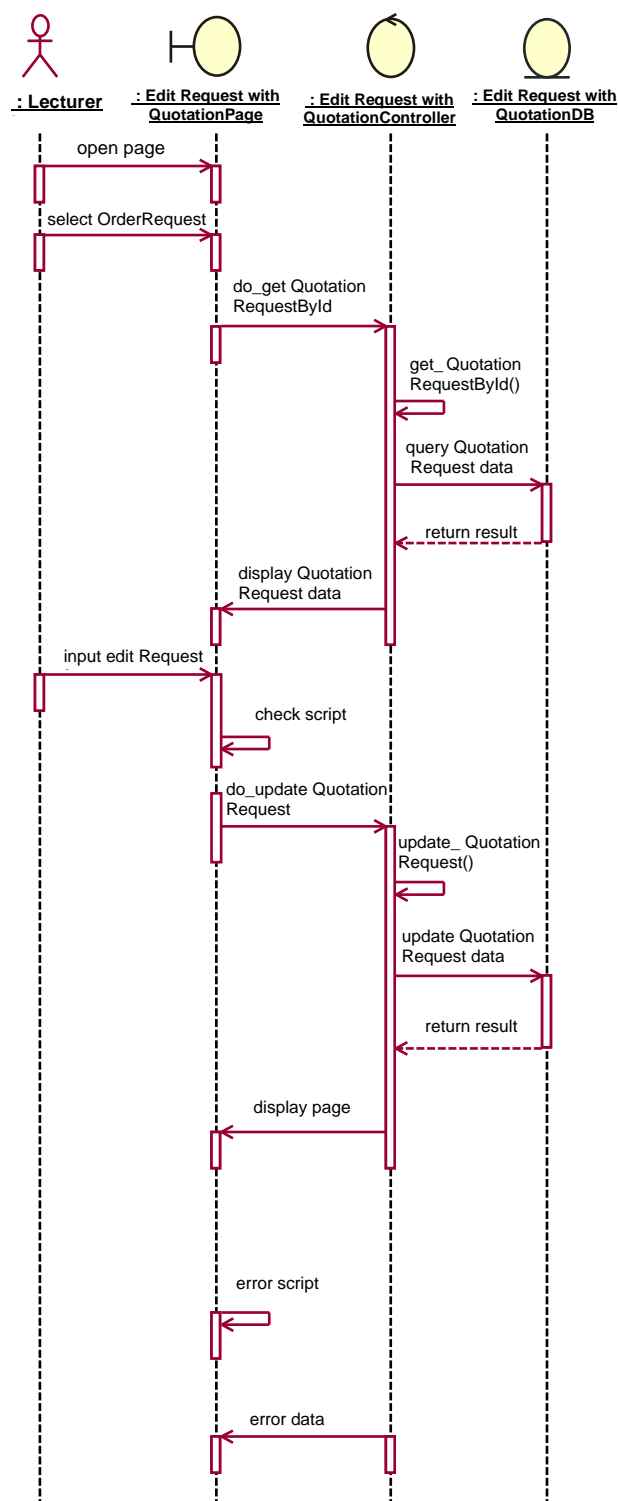 : Lecturer
: Edit Request with
QuotationPage
: Edit Request with
QuotationController
: Edit Request with
QuotationDB
open page
select OrderRequest
do_get Quotation
RequestById
get_ Quotation
RequestById()
query Quotation
Request data
return result
display Quotation
Request data
input edit Request
check script
do_update Quotation
Request
update_ Quotation
Request()
update Quotation
Request data
return result
display page
error script
error data